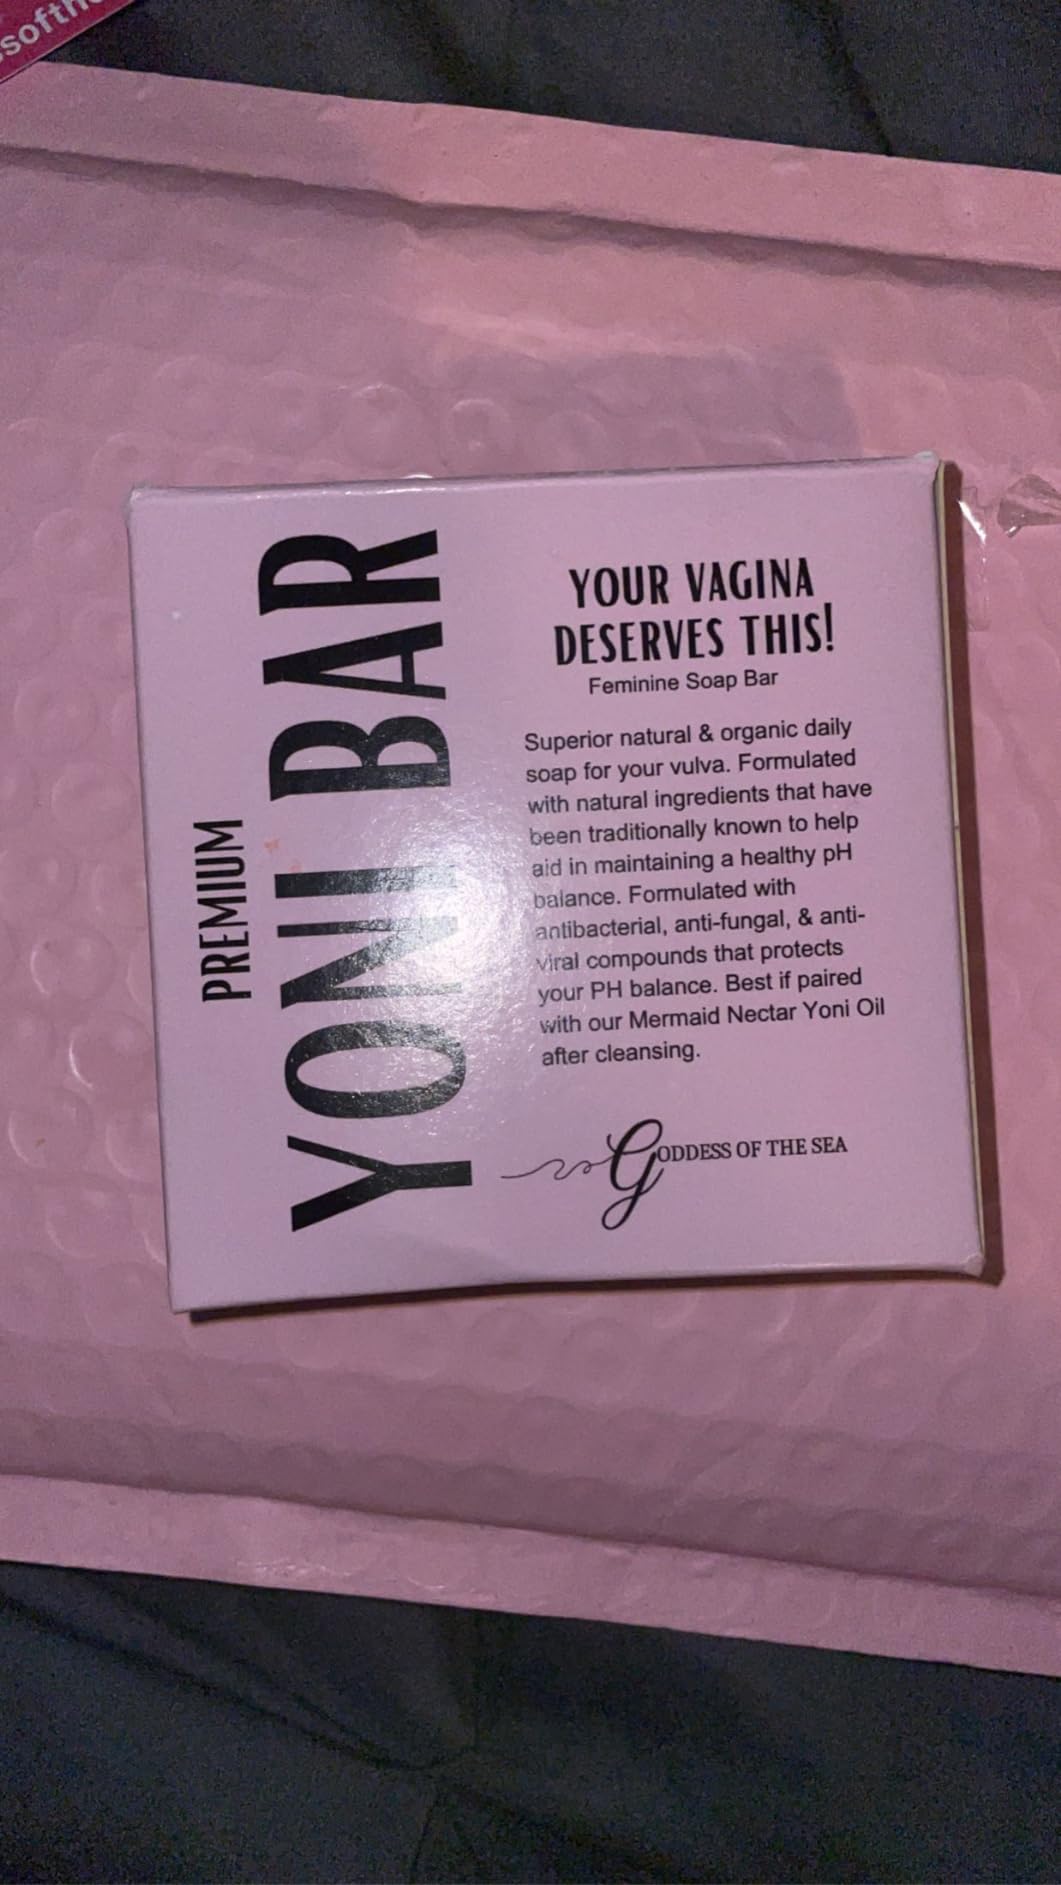 PREMIUM
YONI BAR
YOUR VAGINA
DESERVES THIS!
Feminine Soap Bar
Superior natural & organic daily
soap for your vulva. Formulated
with natural ingredients that have
been traditionally known to help
aid in maintaining a healthy pH
balance. Formulated with
antibacterial, anti-fungal, & anti-
viral compounds that protects
your PH balance. Best if paired
with our Mermaid Nectar Yoni Oil
after cleansing.
GODDESS OF THE SEA